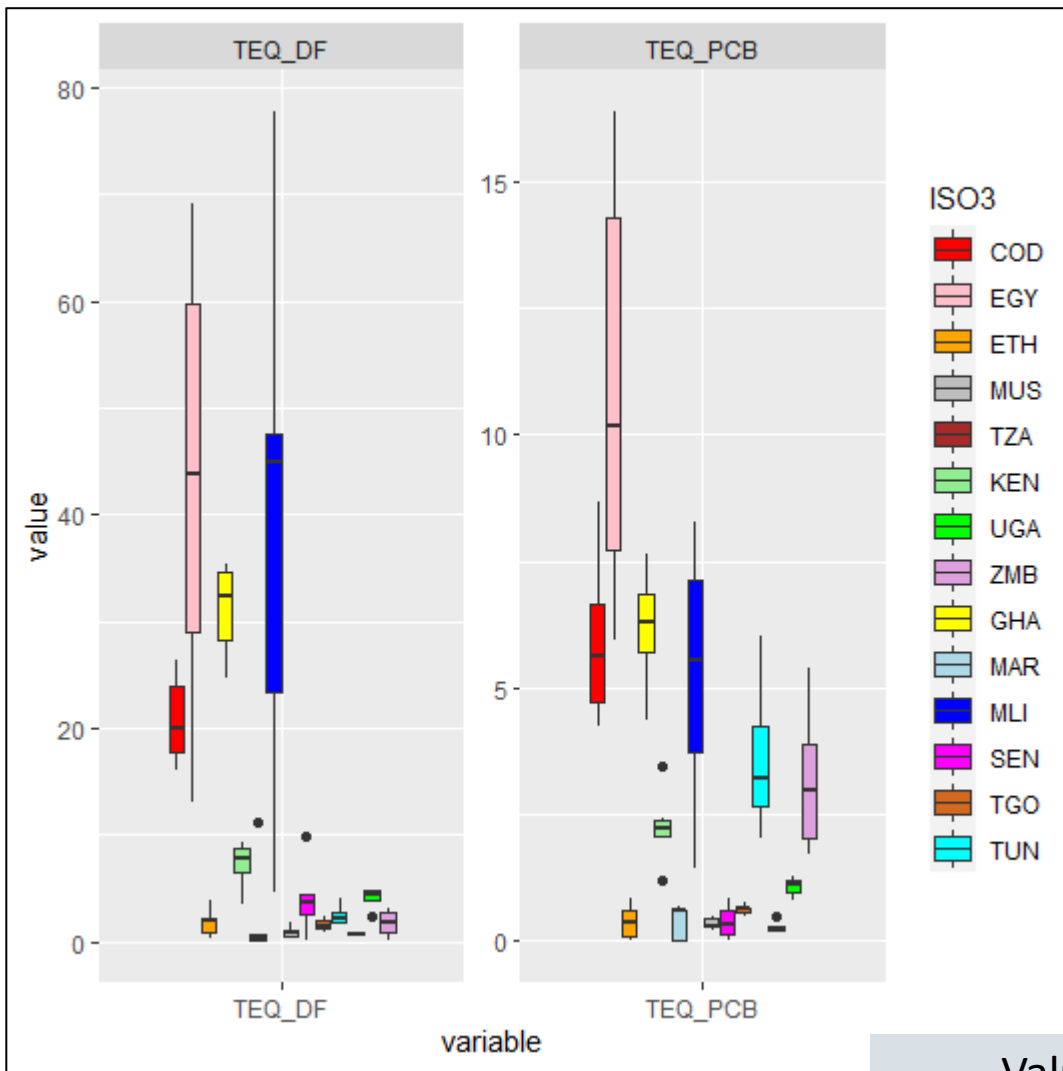 TEQ_DF
TEQ_PCB
80
60
40
20
0
15
10
5
0
value
TEQ_DF
TEQ_PCB
variable
ISO3
COD
EGY
ETH
MUS
TZA
KEN
UGA
ZMB
GHA
MAR
MLI
SEN
TGO
TUN